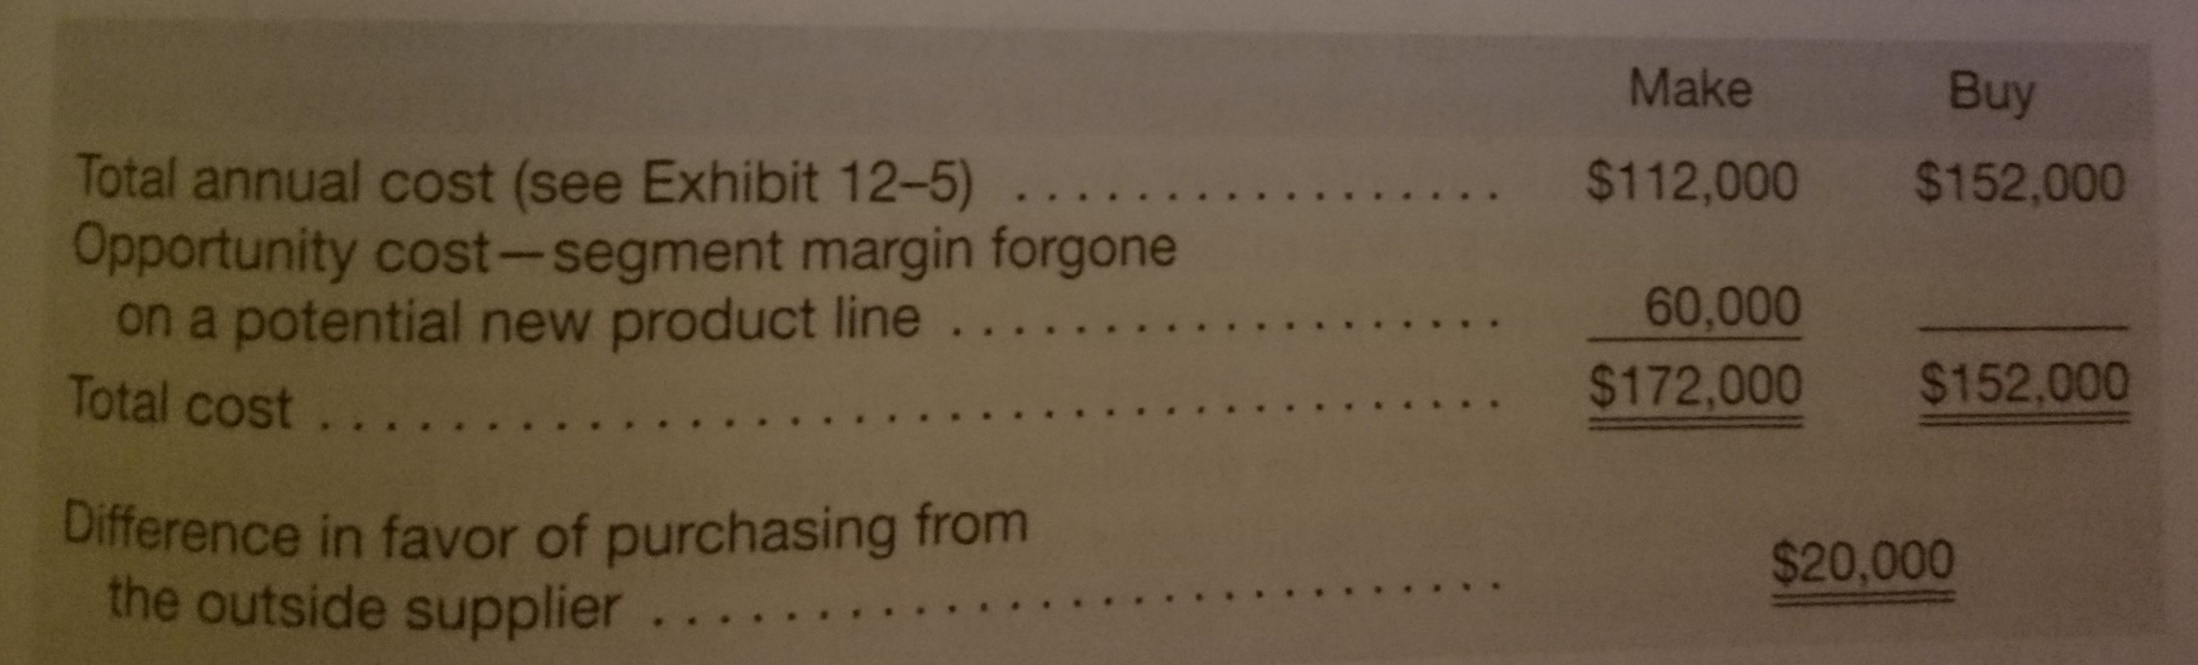 Make Buy
Total annual cost (see Exhibit 12–5) . . . . . . . . . . . . . . . . . $112,000 $152,000
Opportunity cost—segment margin forgone
on a potential new product line . . . . . . . . . . . . . . . . . . . 60,000
Total cost . . . . . . . . . . . . . . . . . . . . . . . . . . . . . . . . . . . $172,000 $152,000
Difference in favor of purchasing from
the outside supplier . . . . . . . . . . . . . . . . . . . . . . . . . . $20,000